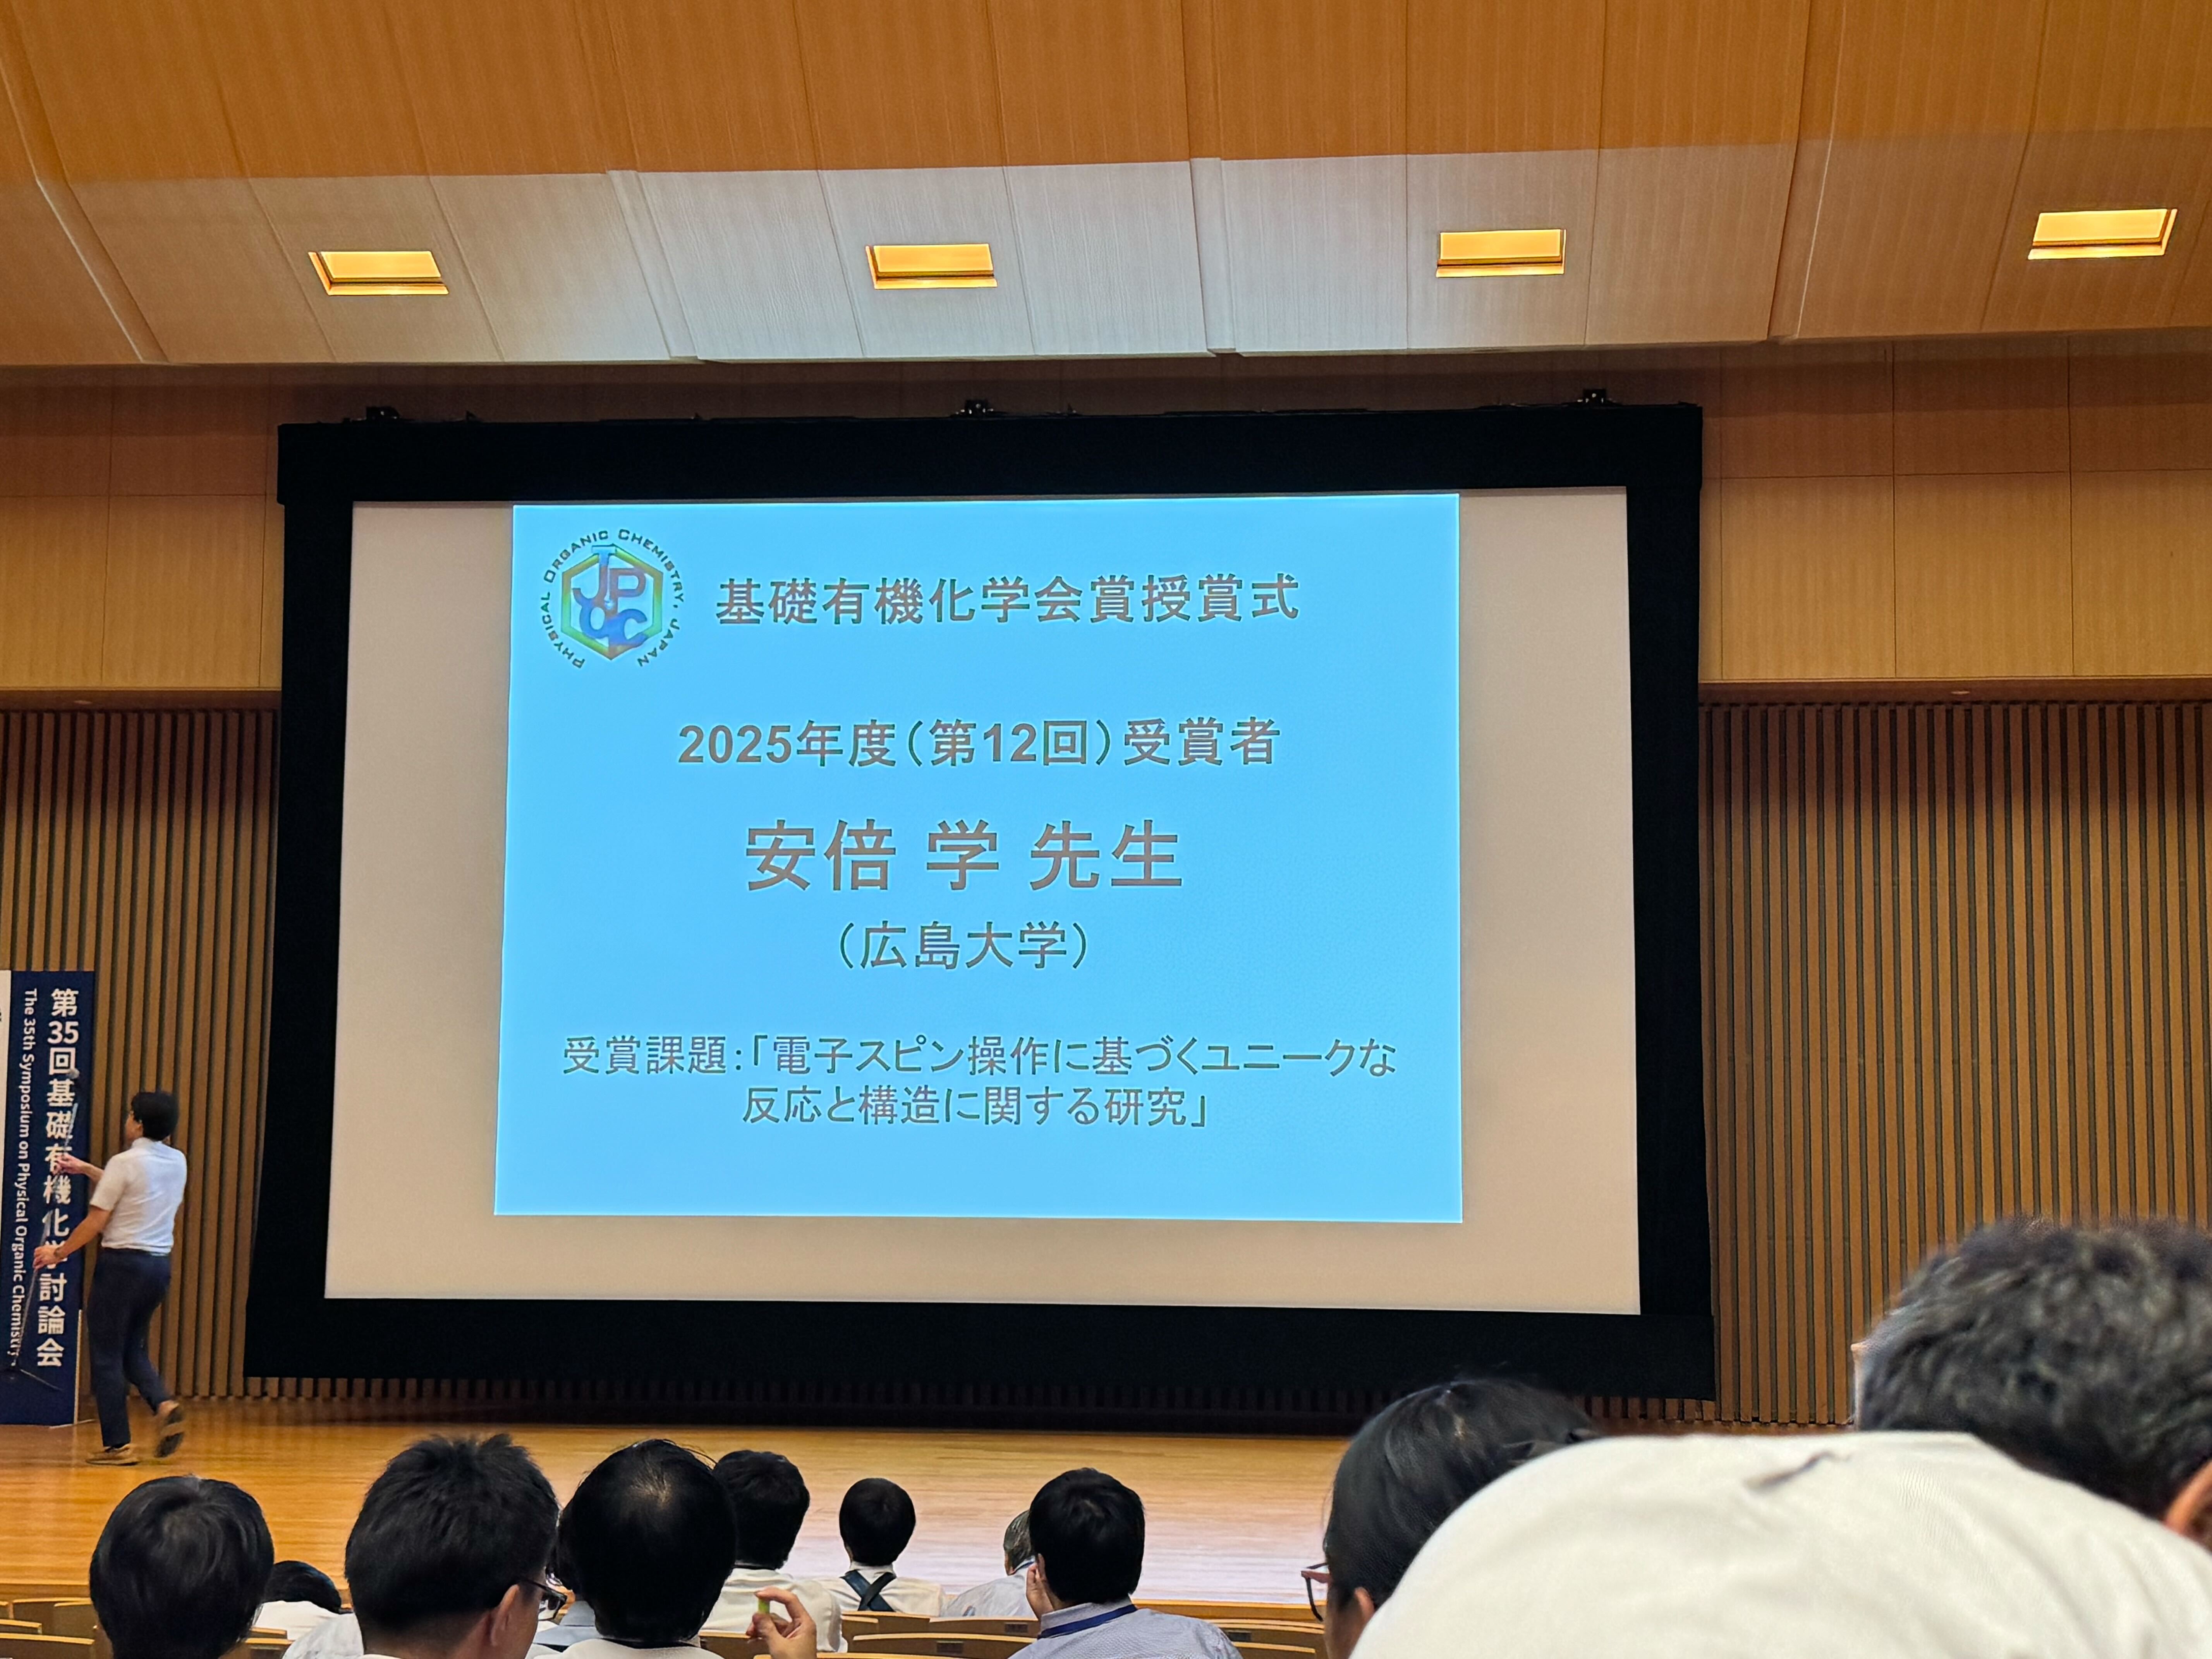 PHYSICAL ORGANIC CHEMISTRY, JAPAN
JPOC
基礎有機化学会賞授賞式
2025年度(第12回)受賞者
安倍 学 先生
(広島大学)
受賞課題:「電子スピン操作に基づくユニークな
反応と構造に関する研究」
第35回基礎有機化学討論会
The 35th Symposium on Physical Organic Chemistry